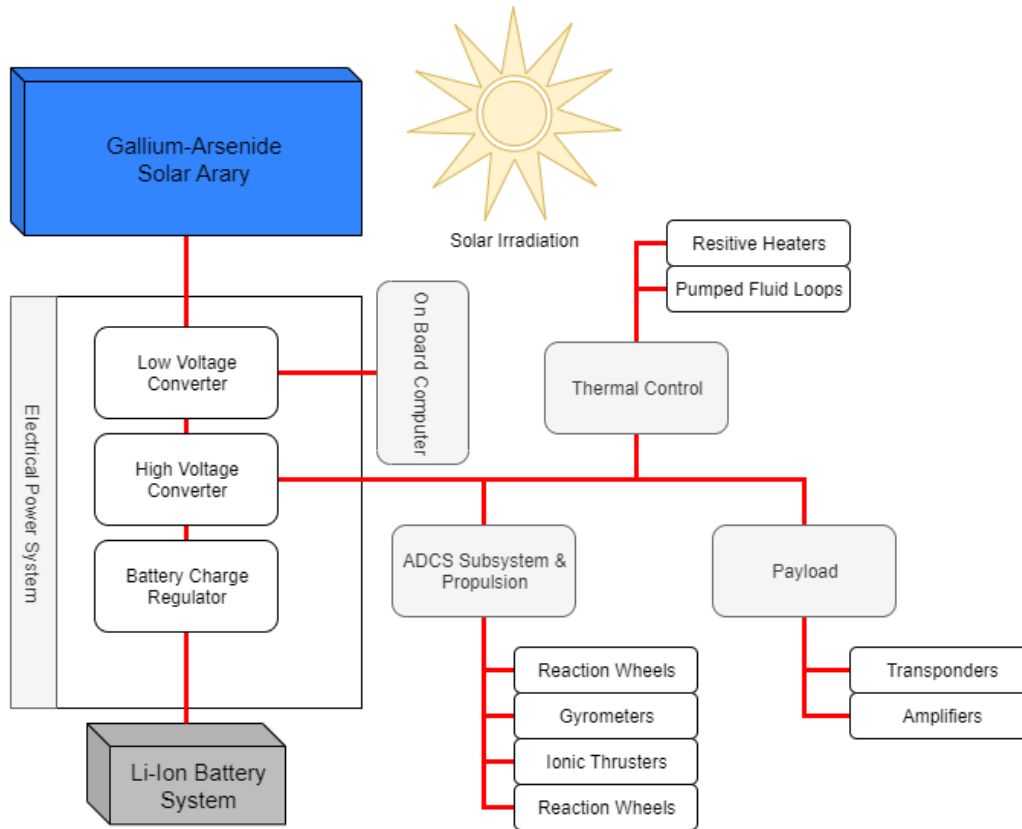 Gallium-Arsenide
Solar Arary
Solar Irradiation
Resitive Heaters
Pumped Fluid Loops
Electrical Power System
Low Voltage
Converter
On Board Computer
Thermal Control
High Voltage
Converter
Battery Charge
Regulator
ADCS Subsystem &
Propulsion
Payload
Reaction Wheels
Gyrometers
Ionic Thrusters
Reaction Wheels
Transponders
Amplifiers
Li-Ion Battery
System